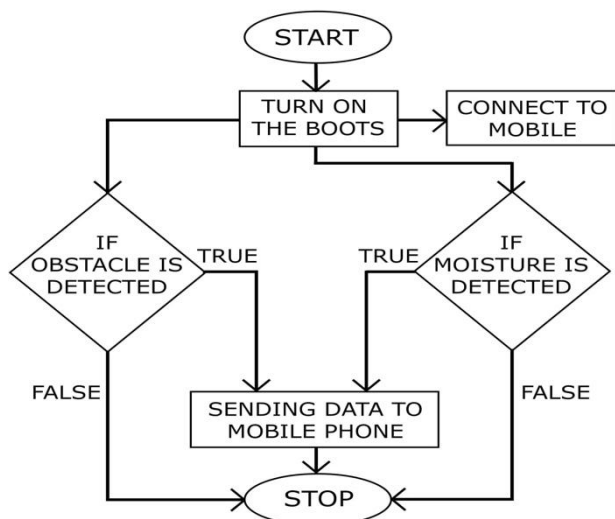 START
TURN ON
THE BOOTS
CONNECT TO
MOBILE
IF
OBSTACLE IS
DETECTED
TRUE
TRUE
IF
MOISTURE IS
DETECTED
FALSE
FALSE
SENDING DATA TO
MOBILE PHONE
STOP